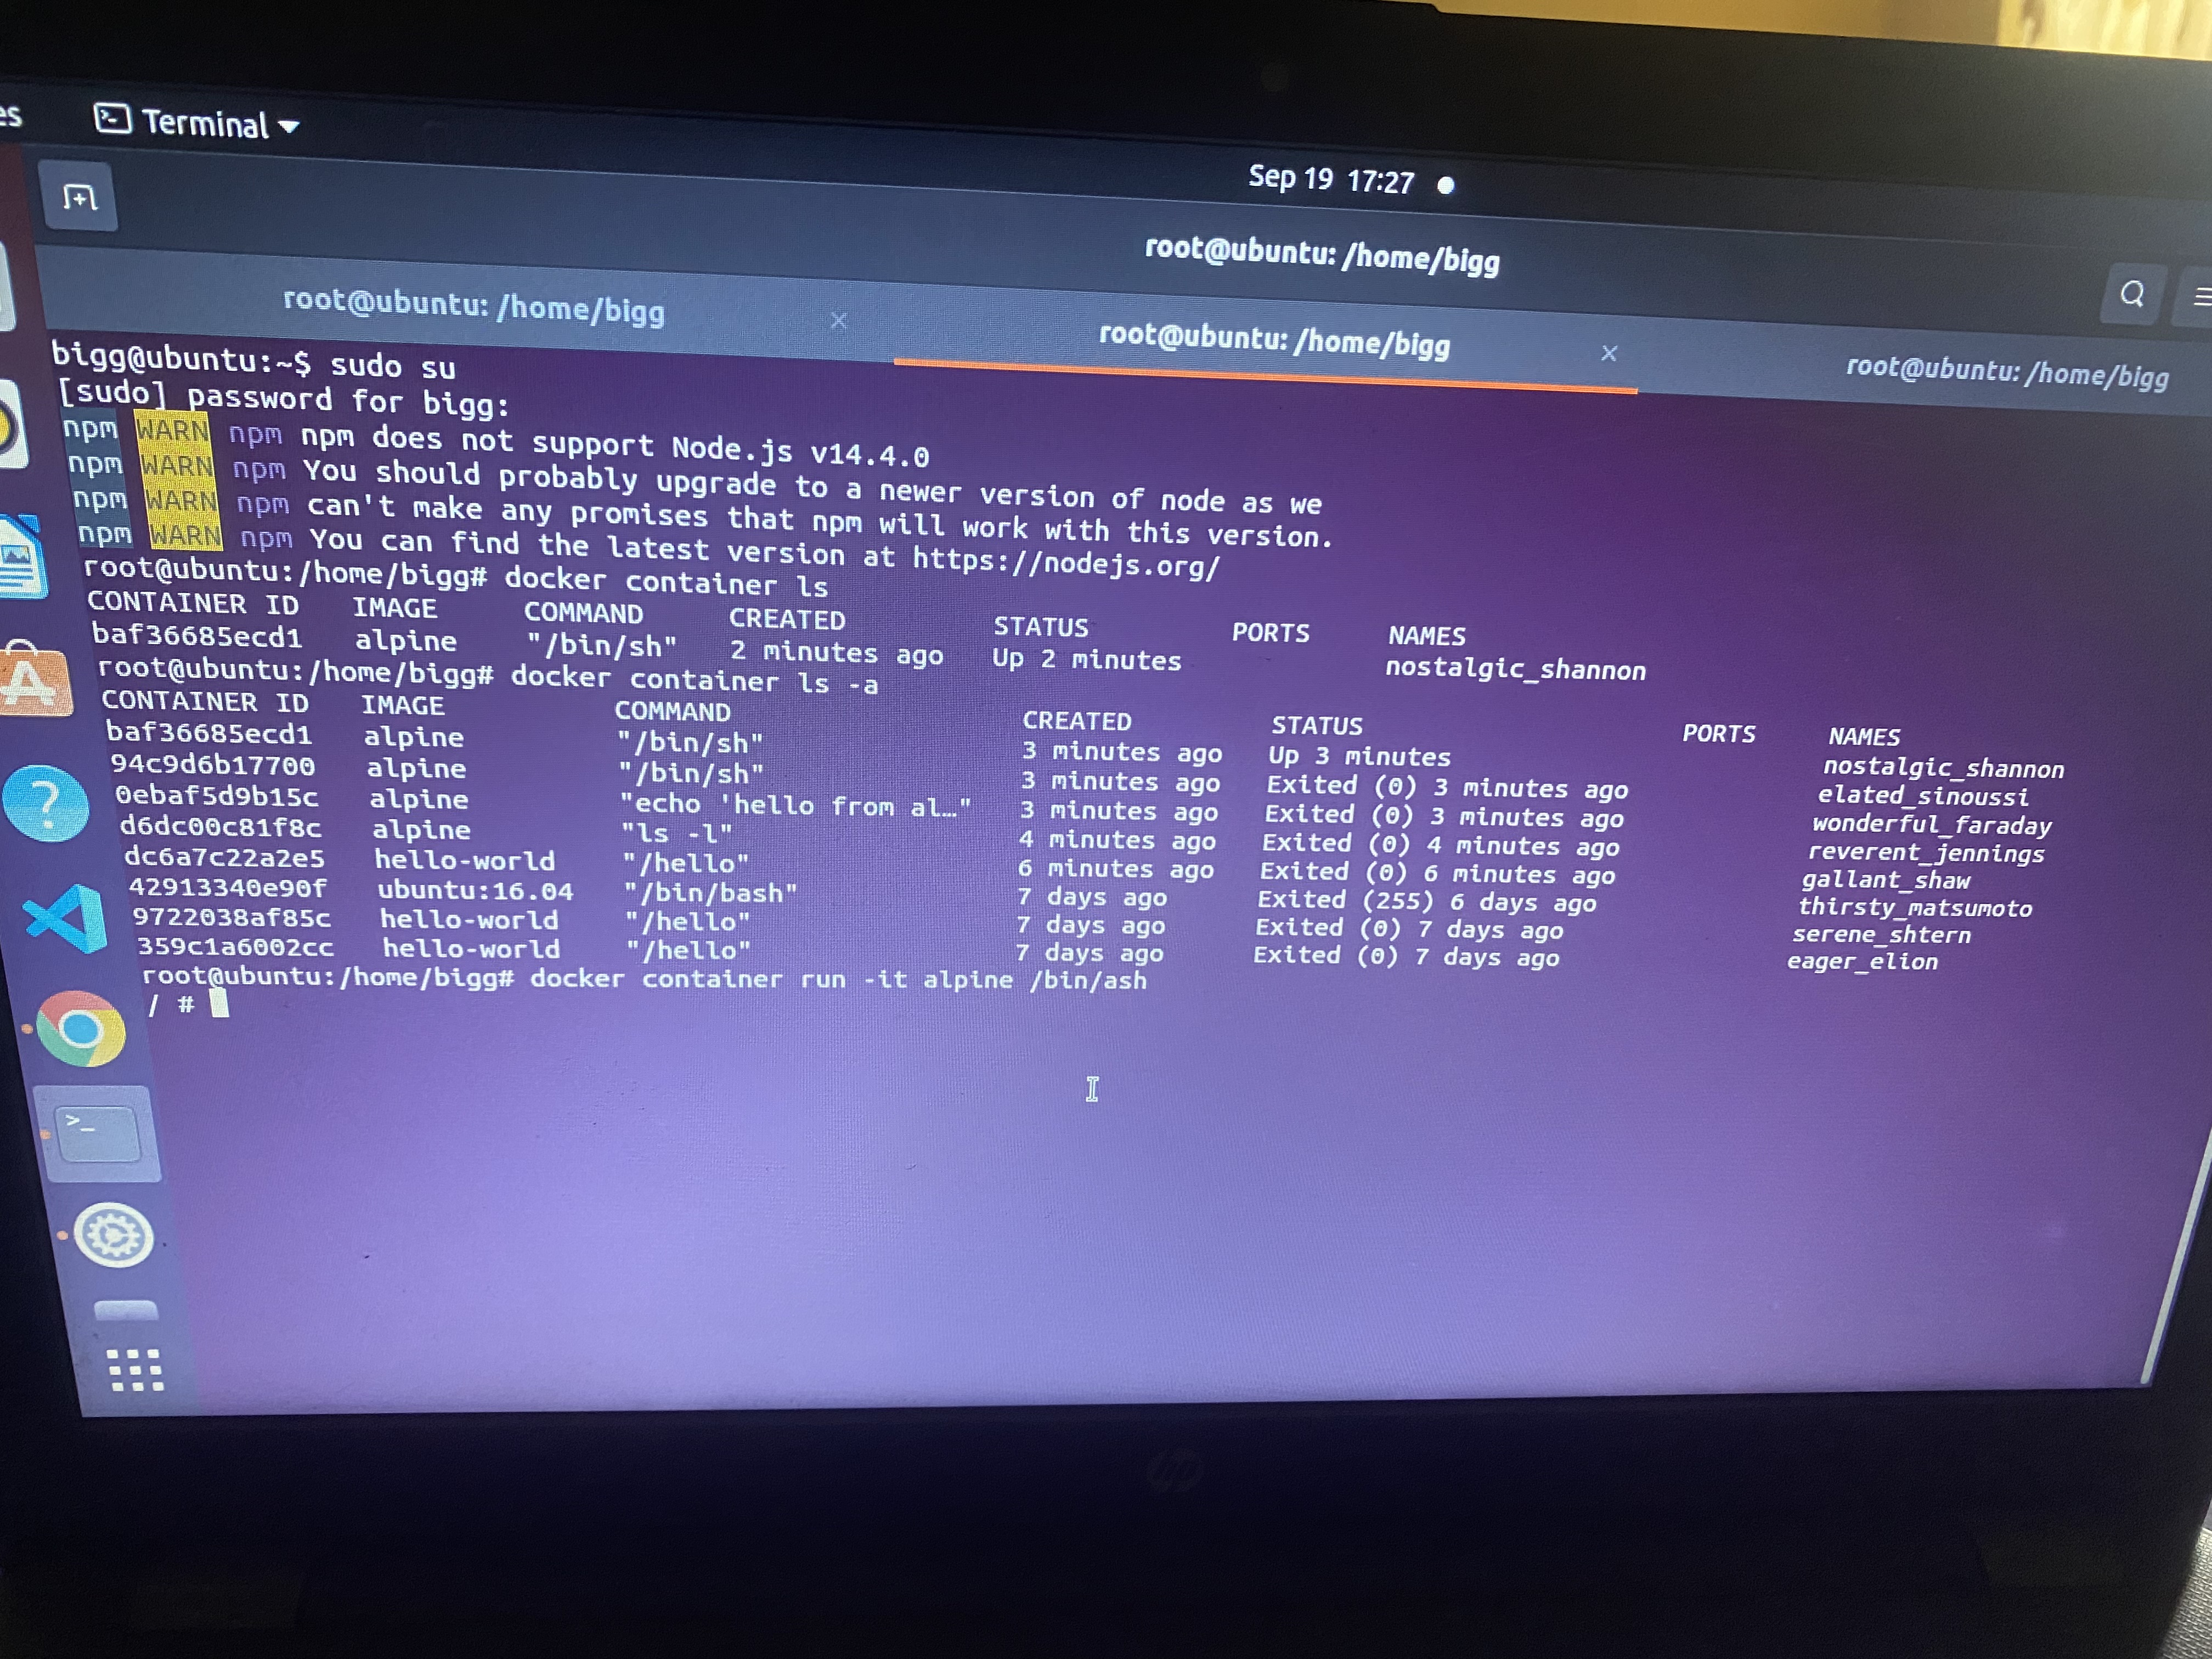 es
Terminal
Sep 19 17:27
root@ubuntu: /home/bigg
root@ubuntu: /home/bigg
root@ubuntu: /home/bigg
root@ubuntu: /home/bigg
bigg@ubuntu:~$ sudo su
[sudo] password for bigg:
npm WARN npm npm does not support Node.js v14.4.0
npm WARN npm You should probably upgrade to a newer version of node as we
npm WARN npm can't make any promises that npm will work with this version.
npm WARN npm You can find the latest version at https://nodejs.org/
root@ubuntu:/home/bigg# docker container ls
CONTAINER ID IMAGE COMMAND CREATED STATUS PORTS NAMES
baf36685ecd1 alpine "/bin/sh" 2 minutes ago Up 2 minutes nostalgic_shannon
root@ubuntu:/home/bigg# docker container ls -a
CONTAINER ID IMAGE COMMAND CREATED STATUS PORTS NAMES
baf36685ecd1 alpine "/bin/sh" 3 minutes ago Up 3 minutes nostalgic_shannon
94c9d6b17700 alpine "/bin/sh" 3 minutes ago Exited (0) 3 minutes ago elated_sinoussi
0ebaf5d9b15c alpine "echo 'hello from al…" 3 minutes ago Exited (0) 3 minutes ago wonderful_faraday
d6dc00c81f8c alpine "ls -l" 4 minutes ago Exited (0) 4 minutes ago reverent_jennings
dc6a7c22a2e5 hello-world "/hello" 6 minutes ago Exited (0) 6 minutes ago gallant_shaw
42913340e90f ubuntu:16.04 "/bin/bash" 7 days ago Exited (255) 6 days ago thirsty_matsumoto
9722038af85c hello-world "/hello" 7 days ago Exited (0) 7 days ago serene_shtern
359c1a6002cc hello-world "/hello" 7 days ago Exited (0) 7 days ago eager_elion
root@ubuntu:/home/bigg# docker container run -it alpine /bin/ash
/ #
hp